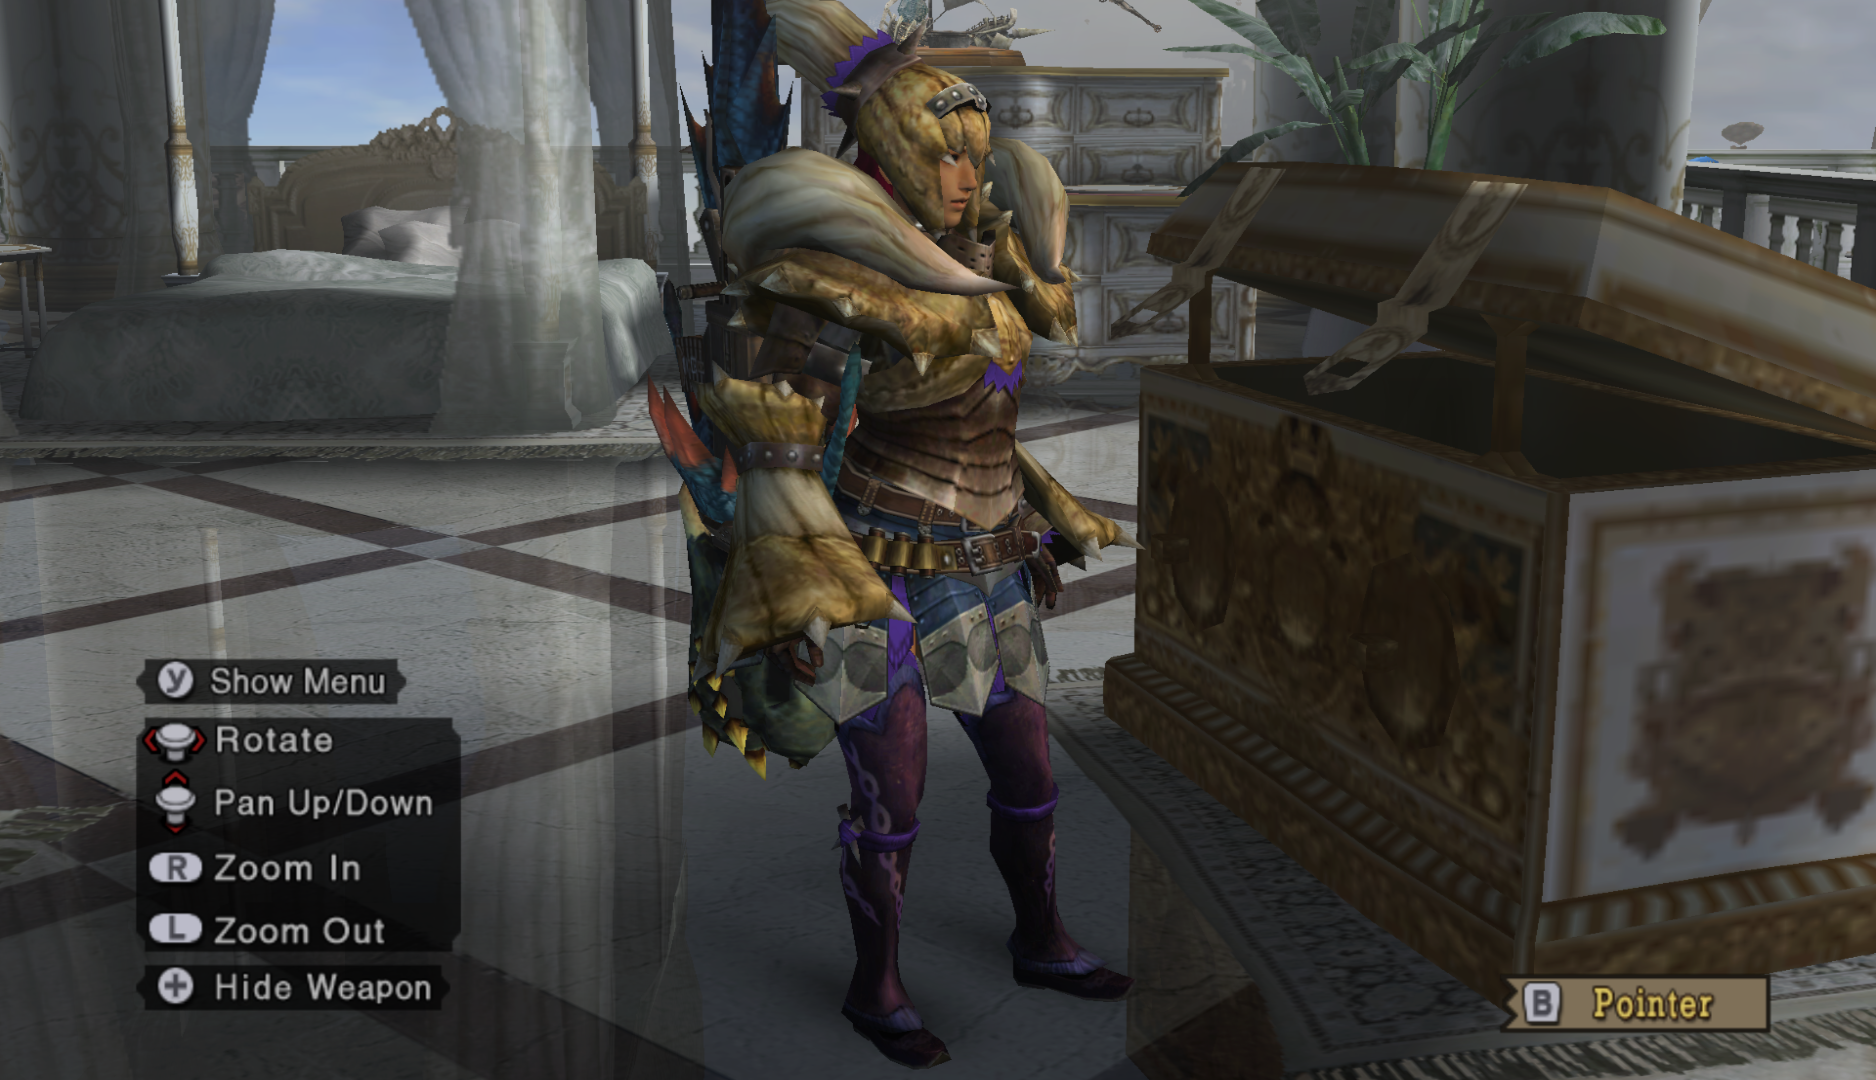 y Show Menu
Rotate
Pan Up/Down
R Zoom In
L Zoom Out
+ Hide Weapon
B Pointer